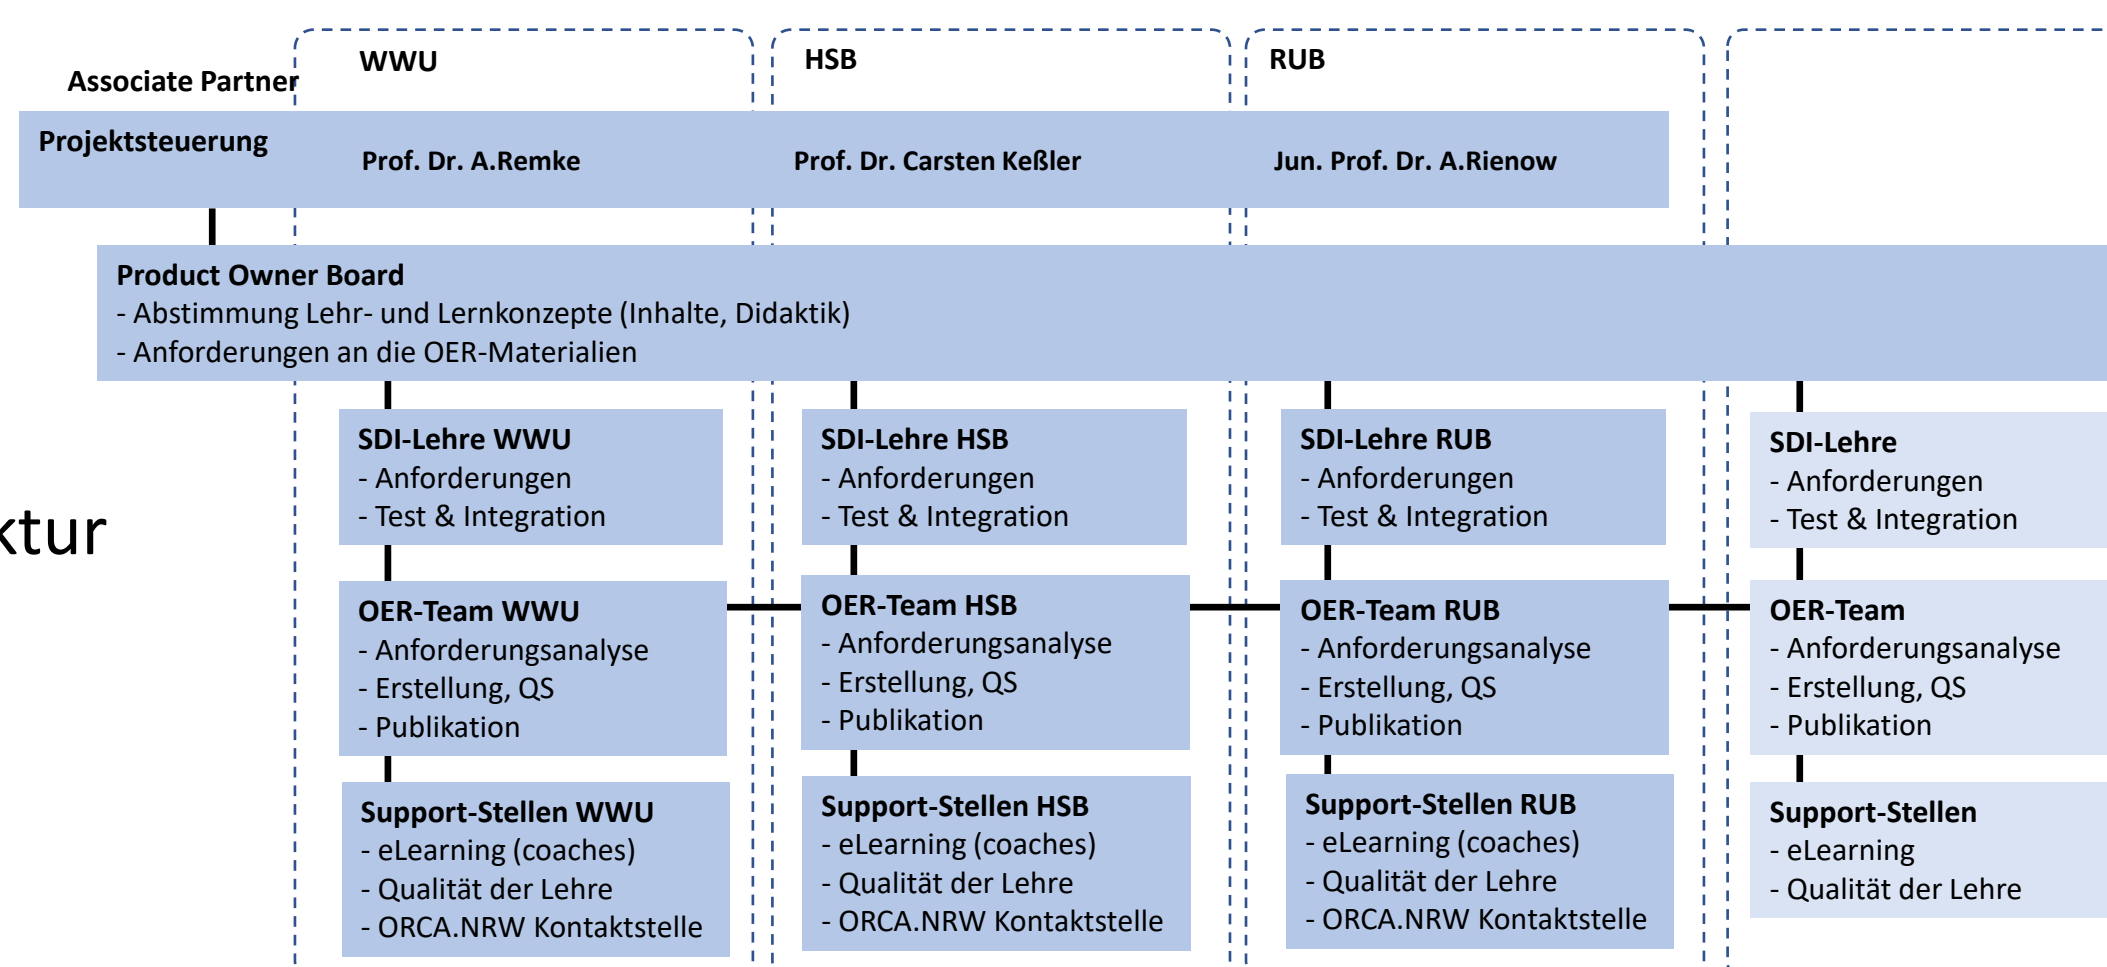 WWU
HSB
RUB
Associate Partner
Projektsteuerung
Prof. Dr. A.Remke
Prof. Dr. Carsten Keßler
Jun. Prof. Dr. A.Rienow
Product Owner Board
- Abstimmung Lehr- und Lernkonzepte (Inhalte, Didaktik)
- Anforderungen an die OER-Materialien
SDI-Lehre WWU
- Anforderungen
- Test & Integration
SDI-Lehre HSB
- Anforderungen
- Test & Integration
SDI-Lehre RUB
- Anforderungen
- Test & Integration
SDI-Lehre
- Anforderungen
- Test & Integration
ktur
OER-Team WWU
- Anforderungsanalyse
- Erstellung, QS
- Publikation
OER-Team HSB
- Anforderungsanalyse
- Erstellung, QS
- Publikation
OER-Team RUB
- Anforderungsanalyse
- Erstellung, QS
- Publikation
OER-Team
- Anforderungsanalyse
- Erstellung, QS
- Publikation
Support-Stellen WWU
- eLearning (coaches)
- Qualität der Lehre
- ORCA.NRW Kontaktstelle
Support-Stellen HSB
- eLearning (coaches)
- Qualität der Lehre
- ORCA.NRW Kontaktstelle
Support-Stellen RUB
- eLearning (coaches)
- Qualität der Lehre
- ORCA.NRW Kontaktstelle
Support-Stellen
- eLearning
- Qualität der Lehre